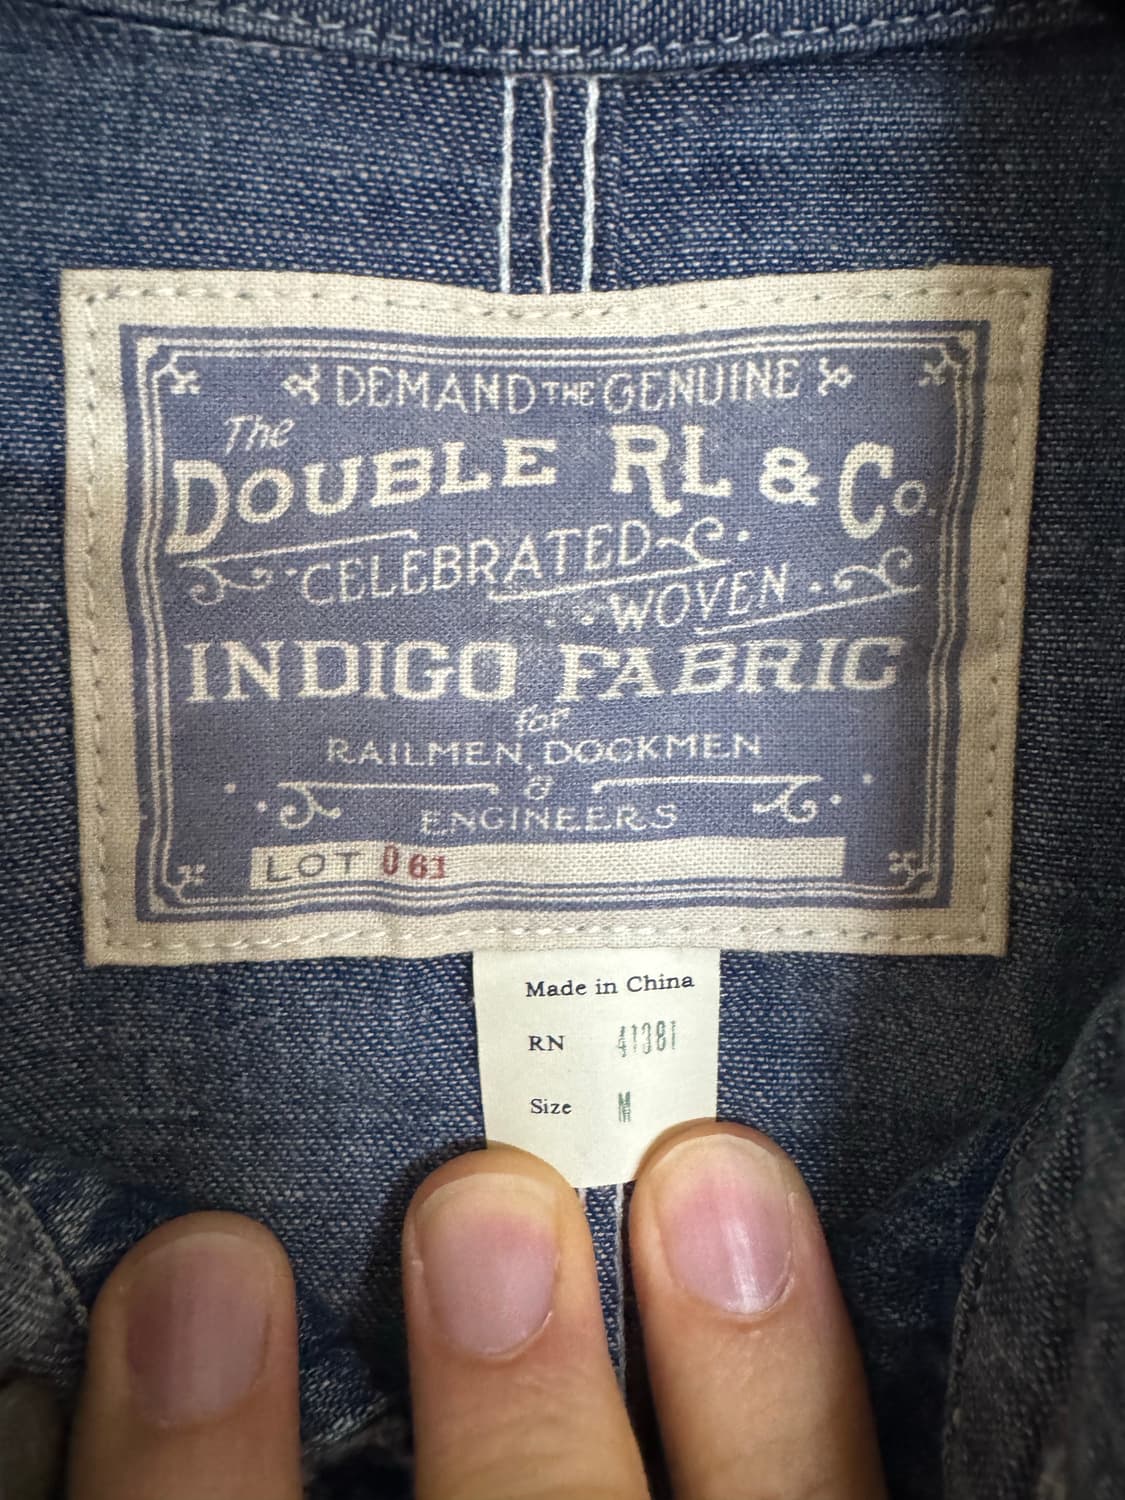 DEMAND THE GENUINE
The
DOUBLE RL & Co.
CELEBRATED
WOVEN
INDIGO FABRIC
for
RAILMEN, DOCKMEN
&
ENGINEERS
LOT 061
Made in China
RN 41381
Size M